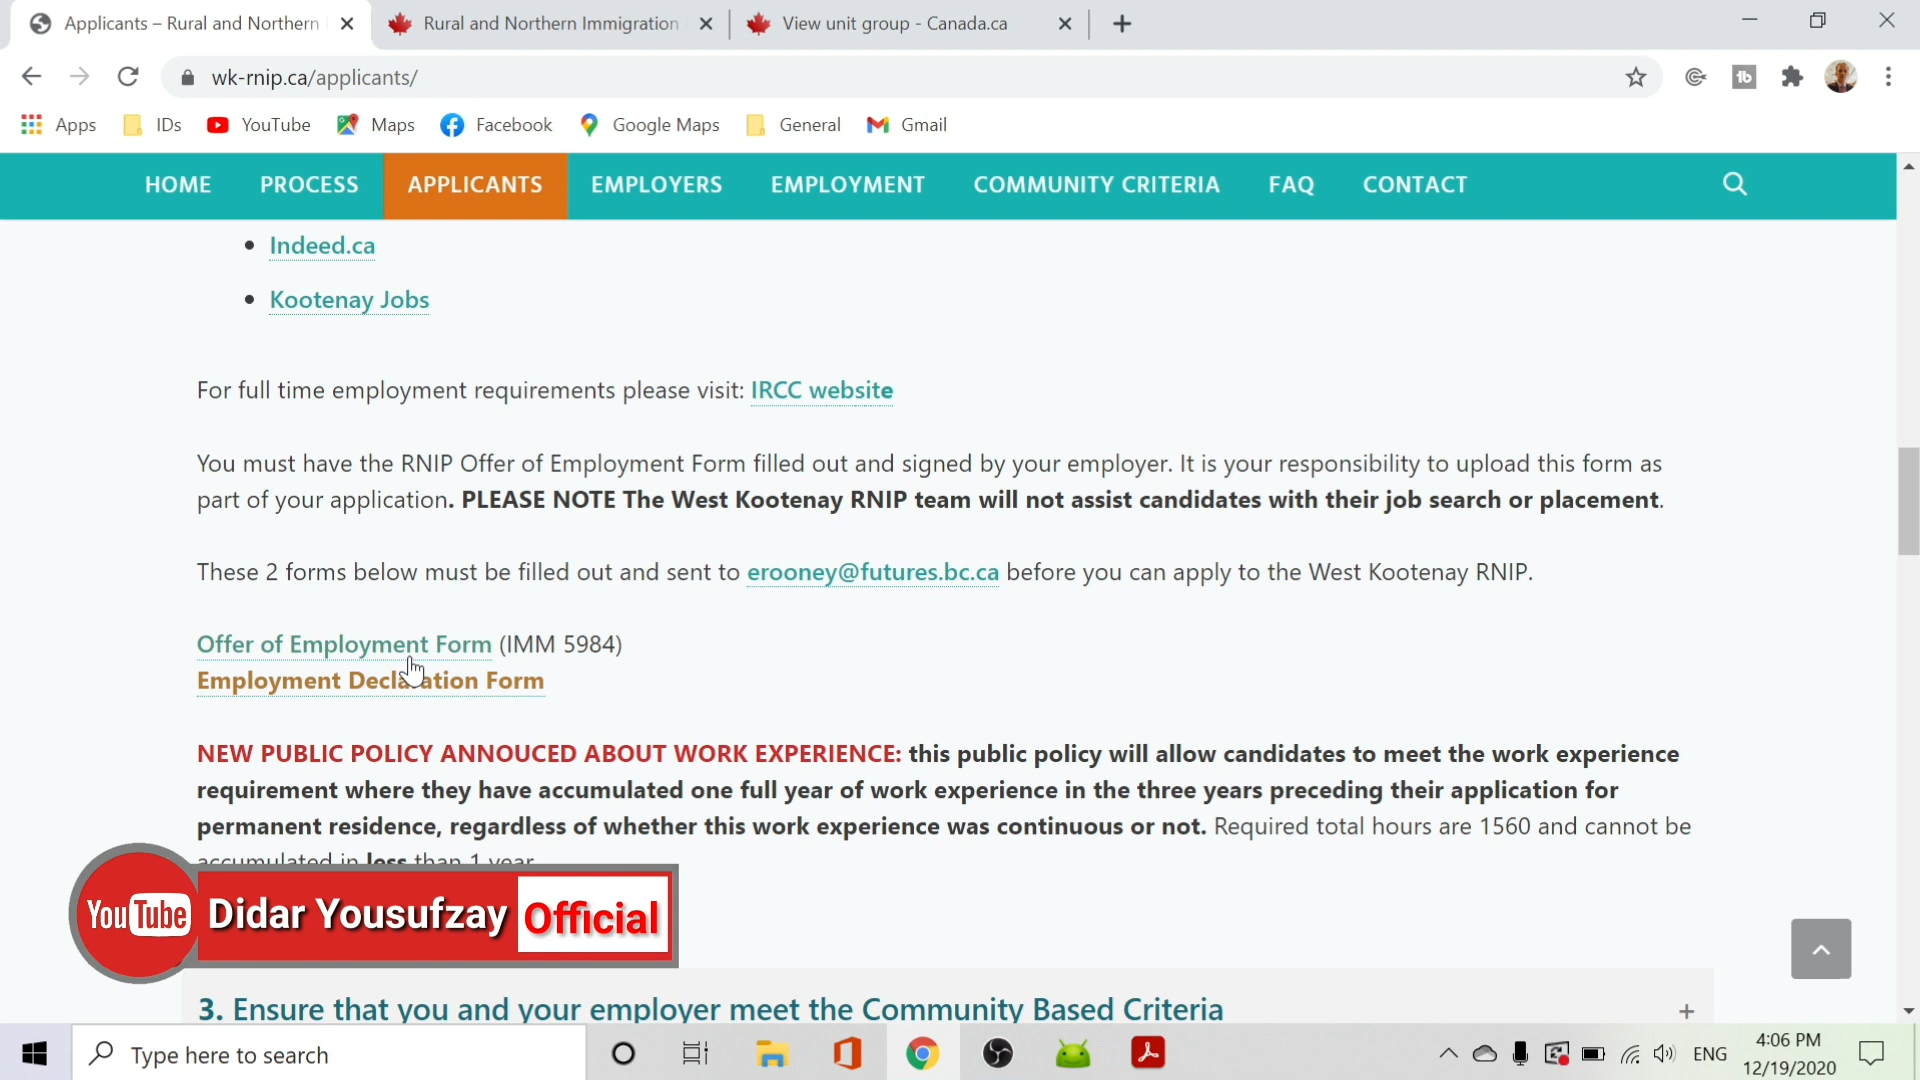 Applicants – Rural and Northern
Rural and Northern Immigration
View unit group - Canada.ca
wk-rnip.ca/applicants/
Apps
IDs
YouTube
Maps
Facebook
Google Maps
General
Gmail
HOME
PROCESS
APPLICANTS
EMPLOYERS
EMPLOYMENT
COMMUNITY CRITERIA
FAQ
CONTACT
Indeed.ca
Kootenay Jobs
For full time employment requirements please visit: IRCC website
You must have the RNIP Offer of Employment Form filled out and signed by your employer. It is your responsibility to upload this form as
part of your application. PLEASE NOTE The West Kootenay RNIP team will not assist candidates with their job search or placement.
These 2 forms below must be filled out and sent to erooney@futures.bc.ca before you can apply to the West Kootenay RNIP.
Offer of Employment Form (IMM 5984)
Employment Declaration Form
NEW PUBLIC POLICY ANNOUCED ABOUT WORK EXPERIENCE: this public policy will allow candidates to meet the work experience
requirement where they have accumulated one full year of work experience in the three years preceding their application for
permanent residence, regardless of whether this work experience was continuous or not. Required total hours are 1560 and cannot be
accumulated in less than 1 year
YouTube
Didar Yousufzay Official
3. Ensure that you and your employer meet the Community Based Criteria
+
Type here to search
ENG
4:06 PM
12/19/2020